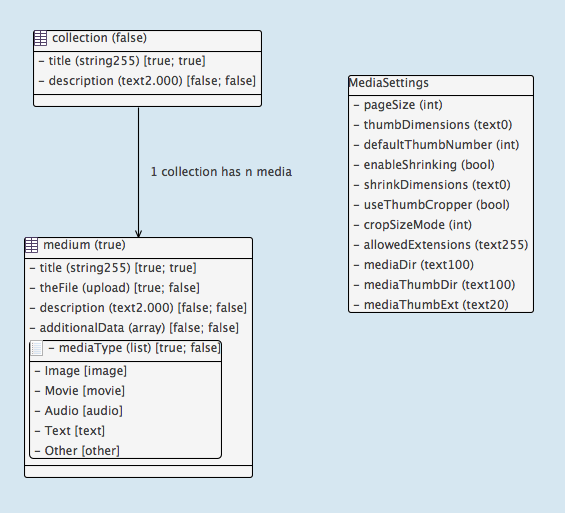 collection (false)
- title (string255) [true; true]
- description (text2.000) [false; false]
1 collection has n media
medium (true)
- title (string255) [true; true]
- theFile (upload) [true; false]
- description (text2.000) [false; false]
- additionalData (array) [false; false]
- mediaType (list) [true; false]
- Image [image]
- Movie [movie]
- Audio [audio]
- Text [text]
- Other [other]
MediaSettings
- pageSize (int)
- thumbDimensions (text0)
- defaultThumbNumber (int)
- enableShrinking (bool)
- shrinkDimensions (text0)
- useThumbCropper (bool)
- cropSizeMode (int)
- allowedExtensions (text255)
- mediaDir (text100)
- mediaThumbDir (text100)
- mediaThumbExt (text20)